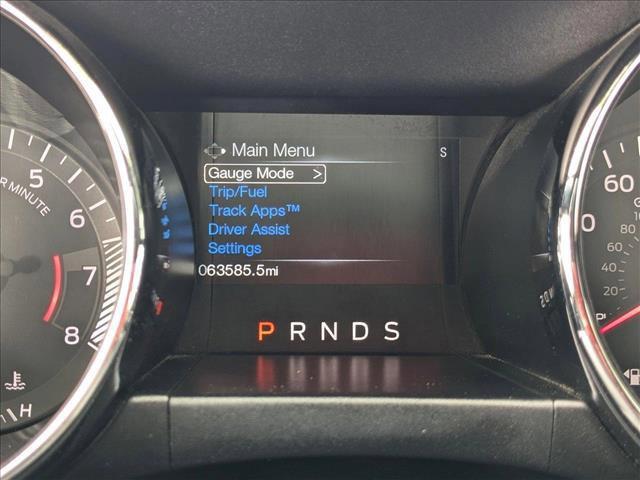 Main Menu
S
Gauge Mode >
Trip/Fuel
Track Apps™
Driver Assist
Settings
063585.5mi
P R N D S
R MINUTE
5
6
7
8
H
60
0
80
60
40
20